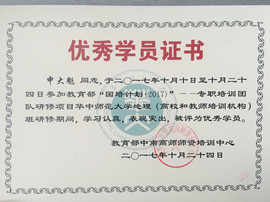 优秀学员证书
申大魁 同志,于二〇一七年十月十日至十月二十
四日参加教育部“国培计划(2017)”——专职培训团
队研修项目华中师范大学地理(高校和教师培训机构)
班研修期间,学习认真,表现突出,被评为优秀学员。
教育部中南高师师资培训中心
二〇一七年十月二十四日